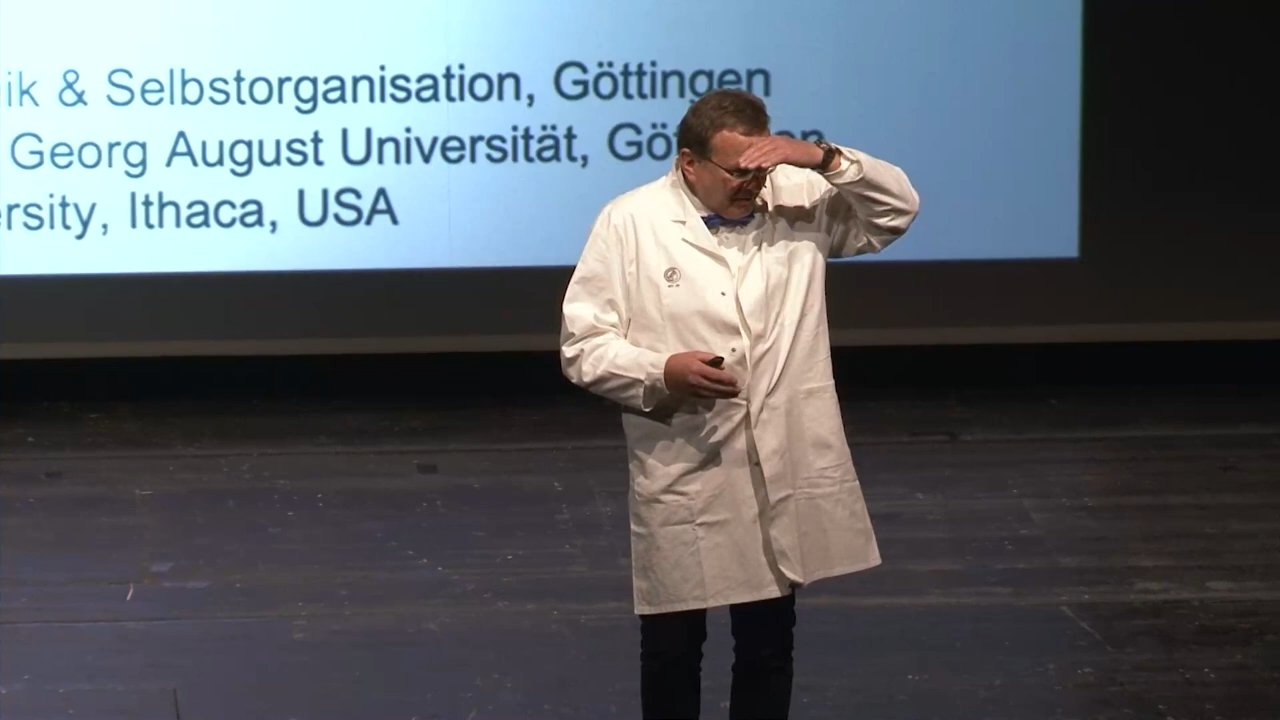 ik & Selbstorganisation, Göttingen
Georg August Universität,
ersity, Ithaca, USA